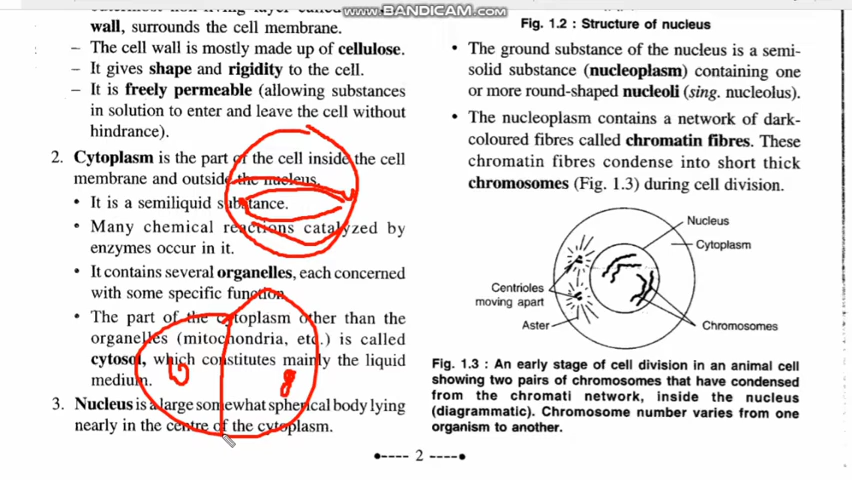 www.BANDICAM.com
wall, surrounds the cell membrane.
– The cell wall is mostly made up of cellulose.
– It gives shape and rigidity to the cell.
– It is freely permeable (allowing substances
in solution to enter and leave the cell without
hindrance).
2. Cytoplasm is the part of the cell inside the cell
membrane and outside the nucleus.
• It is a semiliquid substance.
• Many chemical reactions catalyzed by
enzymes occur in it.
• It contains several organelles, each concerned
with some specific function.
• The part of the cytoplasm other than the
organelles (mitochondria, etc.) is called
cytosol, which constitutes mainly the liquid
medium.
3. Nucleus is a large somewhat spherical body lying
nearly in the centre of the cytoplasm.
Fig. 1.2 : Structure of nucleus
• The ground substance of the nucleus is a semi-
solid substance (nucleoplasm) containing one
or more round-shaped nucleoli (sing. nucleolus).
• The nucleoplasm contains a network of dark-
coloured fibres called chromatin fibres. These
chromatin fibres condense into short thick
chromosomes (Fig. 1.3) during cell division.
Nucleus
Cytoplasm
Centrioles
moving apart
Aster
Chromosomes
Fig. 1.3 : An early stage of cell division in an animal cell
showing two pairs of chromosomes that have condensed
from the chromati network, inside the nucleus
(diagrammatic). Chromosome number varies from one
organism to another.
2